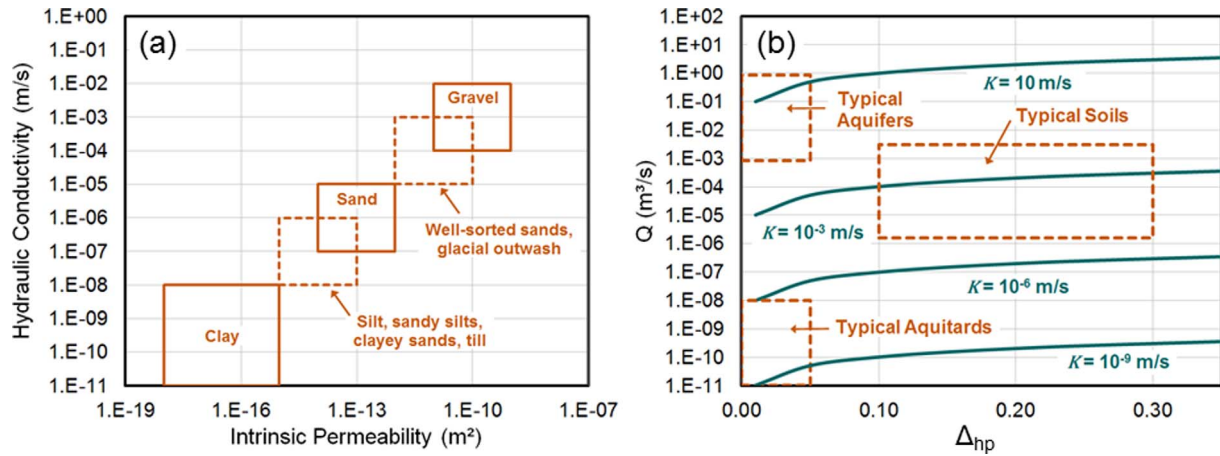 (a)
Hydraulic Conductivity (m/s)
1.E+00
1.E-01
1.E-02
1.E-03
1.E-04
1.E-05
1.E-06
1.E-07
1.E-08
1.E-09
1.E-10
1.E-11
Gravel
Sand
Well-sorted sands,
glacial outwash
Clay
Silt, sandy silts,
clayey sands, till
1.E-19
1.E-16
1.E-13
1.E-10
1.E-07
Intrinsic Permeability (m²)
(b)
Q (m³/s)
1.E+02
1.E+01
1.E+00
1.E-01
1.E-02
1.E-03
1.E-04
1.E-05
1.E-06
1.E-07
1.E-08
1.E-09
1.E-10
1.E-11
K = 10 m/s
Typical
Aquifers
Typical Soils
K = 10⁻³ m/s
K = 10⁻⁶ m/s
Typical Aquitards
K = 10⁻⁹ m/s
0.00
0.10
0.20
0.30
Δhp